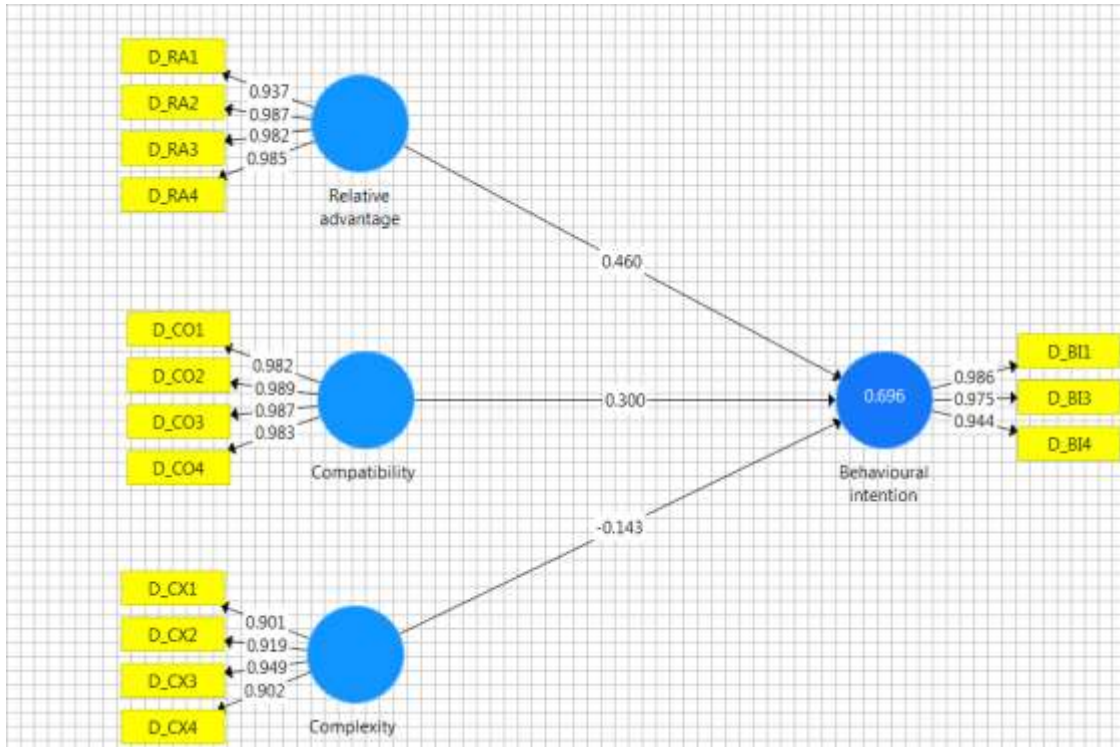 D_RA1
D_RA2
D_RA3
D_RA4
0.937
0.987
0.982
0.985
Relative
advantage
0.460
D_CO1
D_CO2
D_CO3
D_CO4
0.982
0.989
0.987
0.983
Compatibility
0.300
0.696
Behavioural
intention
0.986
0.975
0.944
D_BI1
D_BI3
D_BI4
-0.143
D_CX1
D_CX2
D_CX3
D_CX4
0.901
0.919
0.949
0.902
Complexity